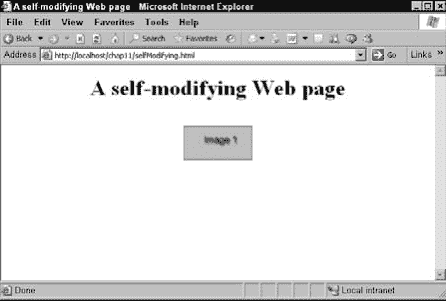 A self-modifying Web page - Microsoft Internet Explorer
File Edit View Favorites Tools Help
Back Search Favorites
Address http://localhost/chap11/selfModifying.html Go Links »
A self-modifying Web page
Image 1
Done Local intranet